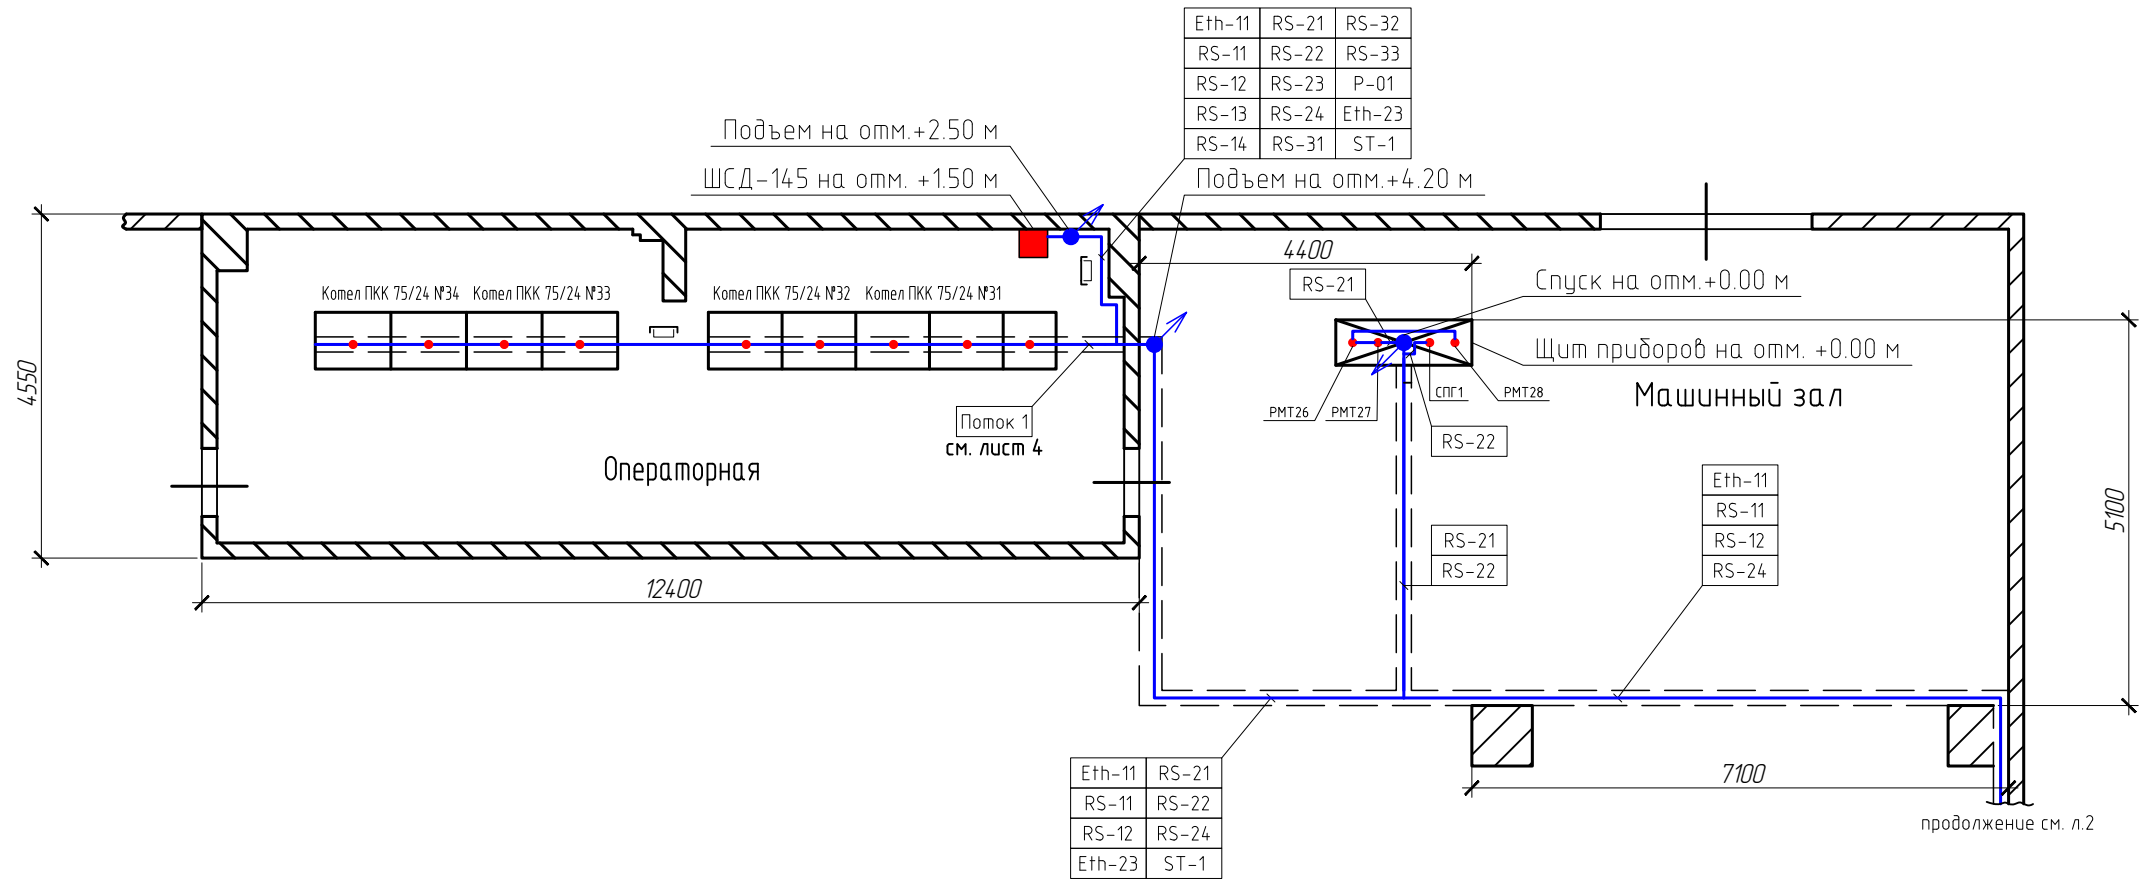 Eth-11 RS-21 RS-32
RS-11 RS-22 RS-33
RS-12 RS-23 P-01
RS-13 RS-24 Eth-23
RS-14 RS-31 ST-1
Подъем на отм.+2.50 м
ШСД-145 на отм. +1.50 м
Подъем на отм.+4.20 м
4400
RS-21
Спуск на отм.+0.00 м
Котел ПКК 75/24 №34
Котел ПКК 75/24 №33
Котел ПКК 75/24 №32
Котел ПКК 75/24 №31
Щит приборов на отм. +0.00 м
4550
Машинный зал
РМТ26
РМТ27
СПГ1
РМТ28
Поток 1
см. лист 4
RS-22
Операторная
Eth-11
RS-11
RS-12
RS-24
5100
RS-21
RS-22
12400
Eth-11 RS-21
RS-11 RS-22
RS-12 RS-24
Eth-23 ST-1
7100
продолжение см. л.2